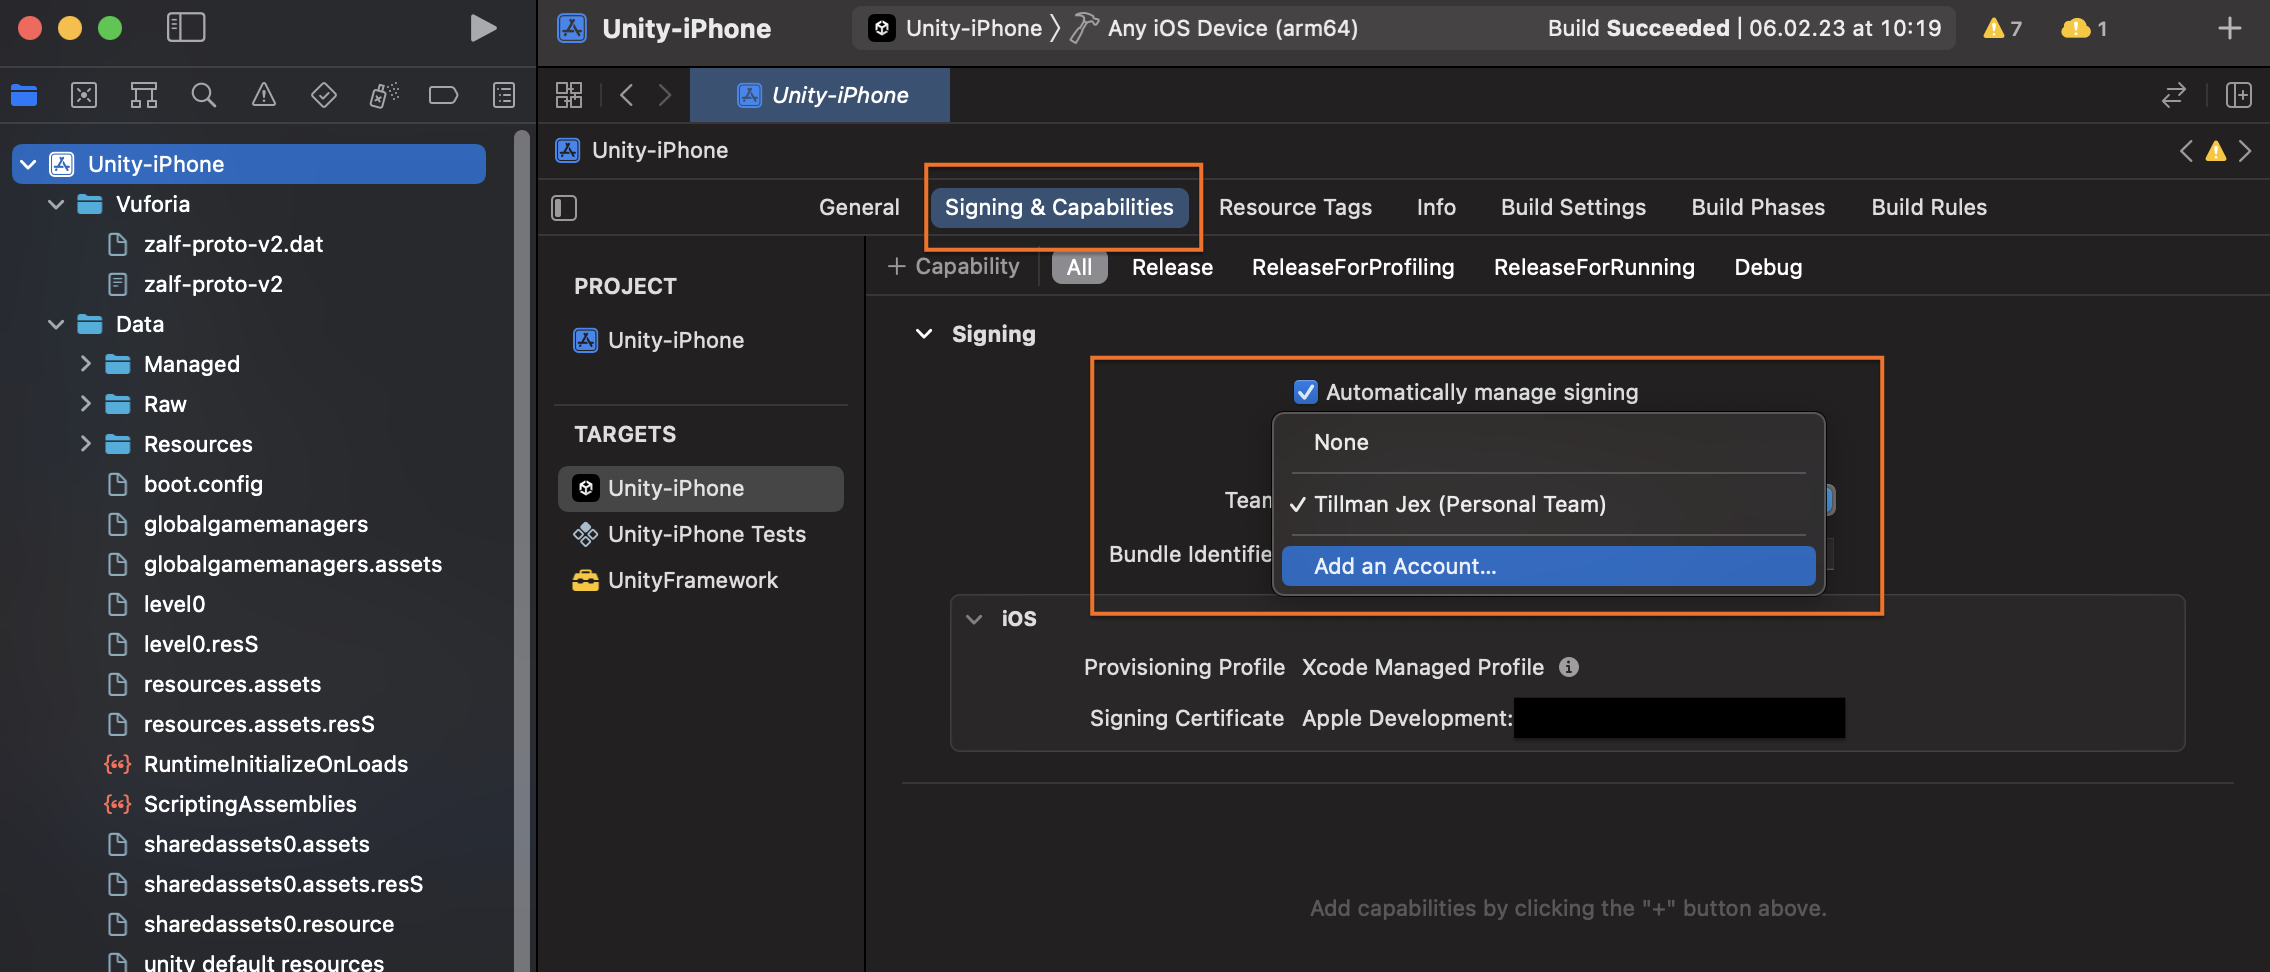 Unity-iPhone
Unity-iPhone
Any iOS Device (arm64)
Build Succeeded | 06.02.23 at 10:19
7
1
Unity-iPhone
Unity-iPhone
General
Signing & Capabilities
Resource Tags
Info
Build Settings
Build Phases
Build Rules
Unity-iPhone
Vuforia
zalf-proto-v2.dat
zalf-proto-v2
Data
Managed
Raw
Resources
boot.config
globalgamemanagers
globalgamemanagers.assets
level0
level0.resS
resources.assets
resources.assets.resS
RuntimeInitializeOnLoads
ScriptingAssemblies
sharedassets0.assets
sharedassets0.assets.resS
sharedassets0.resource
unity default resources
PROJECT
Unity-iPhone
TARGETS
Unity-iPhone
Unity-iPhone Tests
UnityFramework
+ Capability
All
Release
ReleaseForProfiling
ReleaseForRunning
Debug
Signing
Automatically manage signing
None
Team
Tillman Jex (Personal Team)
Bundle Identifie
Add an Account...
iOS
Provisioning Profile Xcode Managed Profile
Signing Certificate Apple Development:
Add capabilities by clicking the "+" button above.